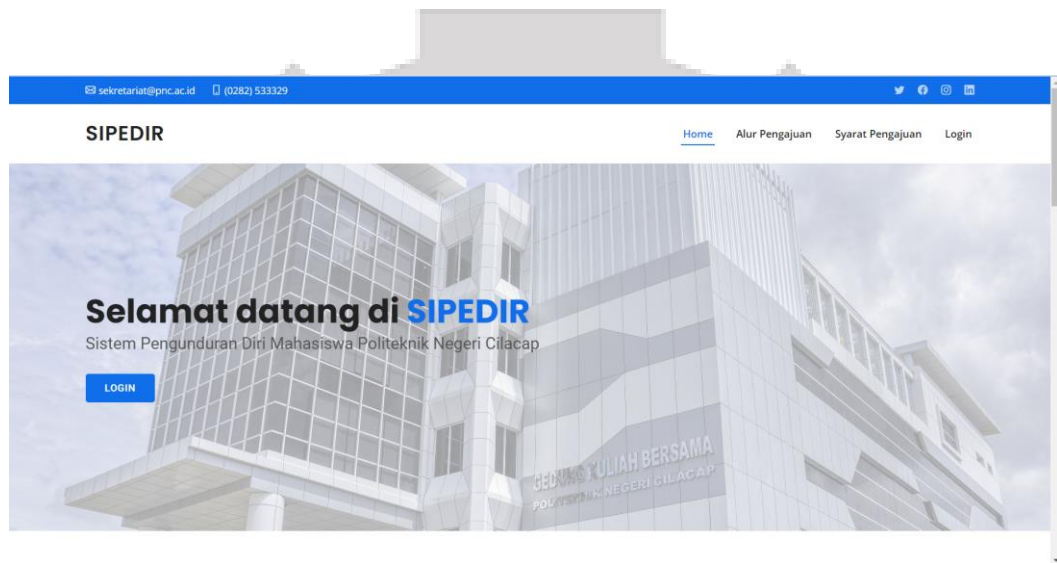 sekretariat@pnc.ac.id (0282) 533329
SIPEDIR
Home Alur Pengajuan Syarat Pengajuan Login
Selamat datang di SIPEDIR
Sistem Pengunduran Diri Mahasiswa Politeknik Negeri Cilacap
LOGIN
GEDUNG KULIAH BERSAMA
POLITEKNIK NEGERI CILACAP